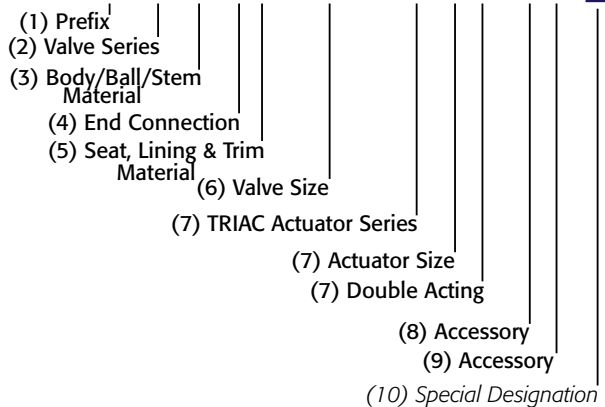 (1) Prefix
(2) Valve Series
(3) Body/Ball/Stem
Material
(4) End Connection
(5) Seat, Lining & Trim
Material
(6) Valve Size
(7) TRIAC Actuator Series
(7) Actuator Size
(7) Double Acting
(8) Accessory
(9) Accessory
(10) Special Designation